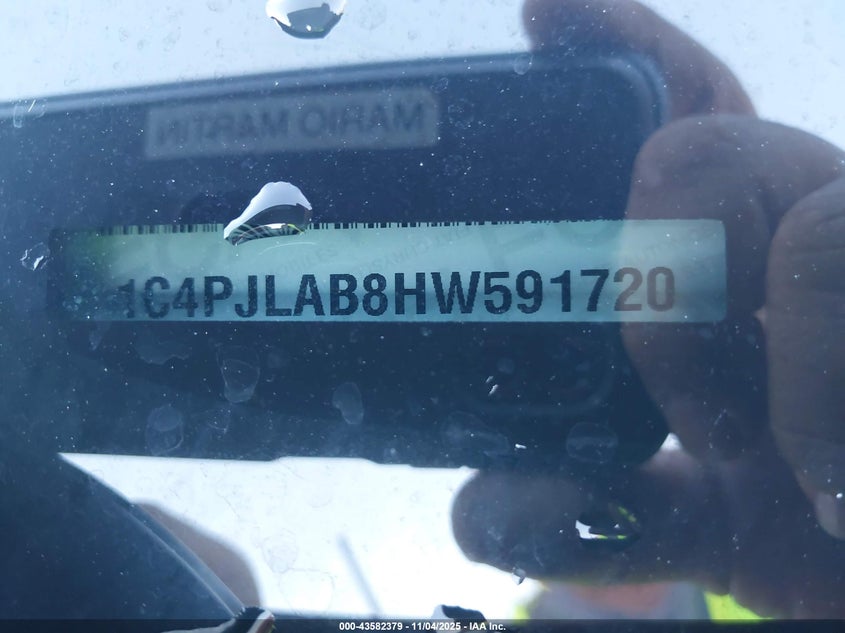 MARIO MARTIN
1C4PJLAB8HW591720
000-43582379 - 11/04/2025 - IAA Inc.